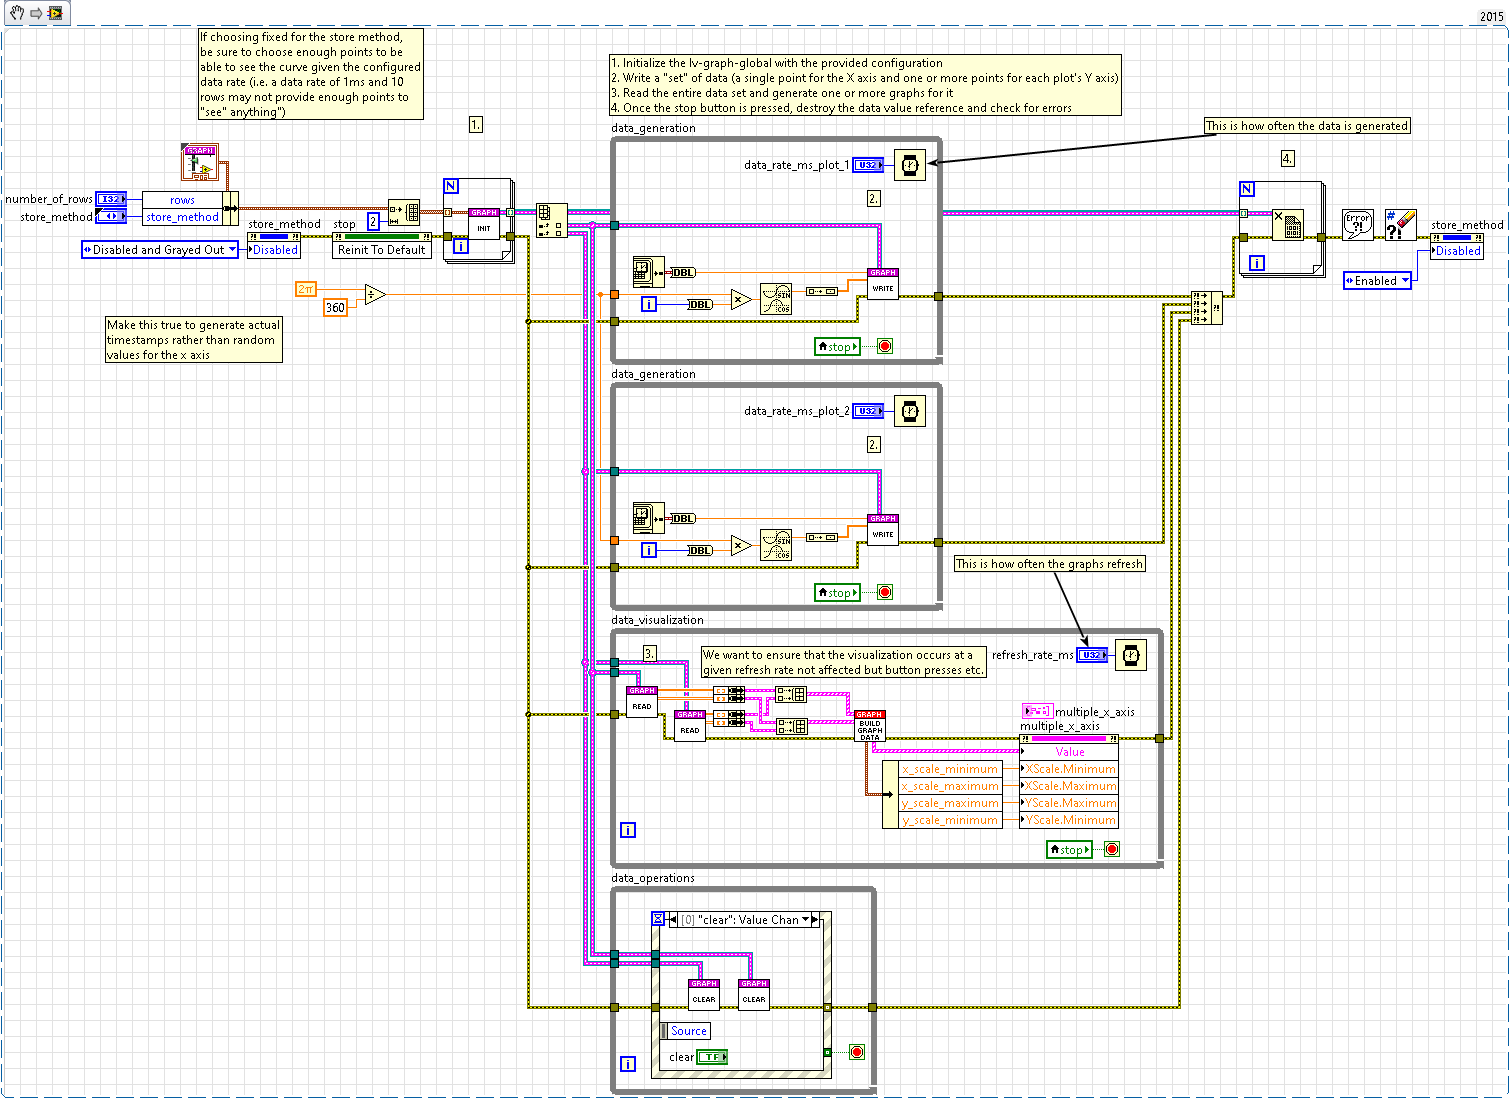 2015
If choosing fixed for the store method,
be sure to choose enough points to be
able to see the curve given the configured
data rate (i.e. a data rate of 1ms and 10
rows may not provide enough points to
"see" anything")
1. Initialize the lv-graph-global with the provided configuration
2. Write a "set" of data (a single point for the X axis and one or more points for each plot's Y axis)
3. Read the entire data set and generate one or more graphs for it
4. Once the stop button is pressed, destroy the data value reference and check for errors
1.
data_generation
This is how often the data is generated
4.
GRAPH
data_rate_ms_plot_1
U32
number_of_rows
I32
rows
store_method
store_method
N
GRAPH
INIT
i
2.
N
i
Error
?!
#
?!
store_method
Disabled
Enabled
store_method
stop
2
Disabled and Grayed Out
Disabled
Reinit To Default
2π
360
DBL
i
DBL
SIN
COS
GRAPH
WRITE
stop
Make this true to generate actual
timestamps rather than random
values for the x axis
data_generation
data_rate_ms_plot_2
U32
2.
DBL
i
DBL
SIN
COS
GRAPH
WRITE
stop
This is how often the graphs refresh
data_visualization
3.
We want to ensure that the visualization occurs at a
given refresh rate not affected but button presses etc.
refresh_rate_ms
U32
GRAPH
READ
GRAPH
READ
GRAPH
BUILD
GRAPH
DATA
multiple_x_axis
multiple_x_axis
Value
x_scale_minimum
XScale.Minimum
x_scale_maximum
XScale.Maximum
y_scale_maximum
YScale.Maximum
y_scale_minimum
YScale.Minimum
i
stop
data_operations
[0] "clear": Value Chan
GRAPH
CLEAR
GRAPH
CLEAR
Source
clear
TF
i